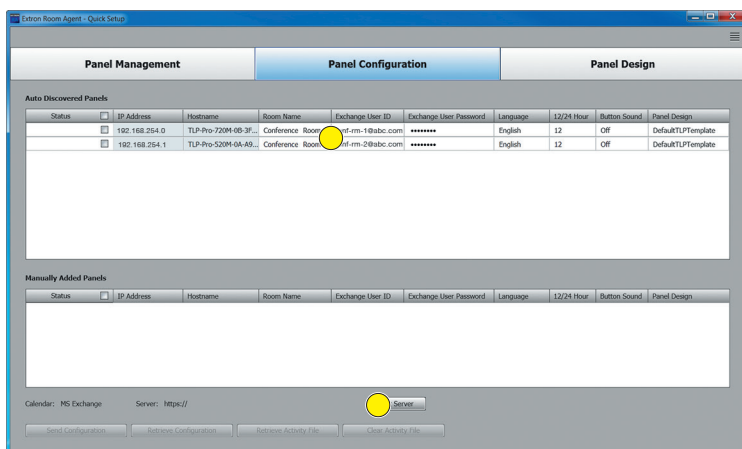 Extron Room Agent - Quick Setup
Panel Management Panel Configuration Panel Design
Auto Discovered Panels
Status IP Address Hostname Room Name Exchange User ID Exchange User Password Language 12/24 Hour Button Sound Panel Design
192.168.254.0 TLP-Pro-720M-0B-3F... Conference Room nf-rm-1@abc.com •••••••• English 12 Off DefaultTLPTemplate
192.168.254.1 TLP-Pro-520M-0A-A9... Conference Room nf-rm-2@abc.com •••••••• English 12 Off DefaultTLPTemplate
Manually Added Panels
Status IP Address Hostname Room Name Exchange User ID Exchange User Password Language 12/24 Hour Button Sound Panel Design
Calendar: MS Exchange Server: https:// Server
Send Configuration Retrieve Configuration Retrieve Activity File Clear Activity File